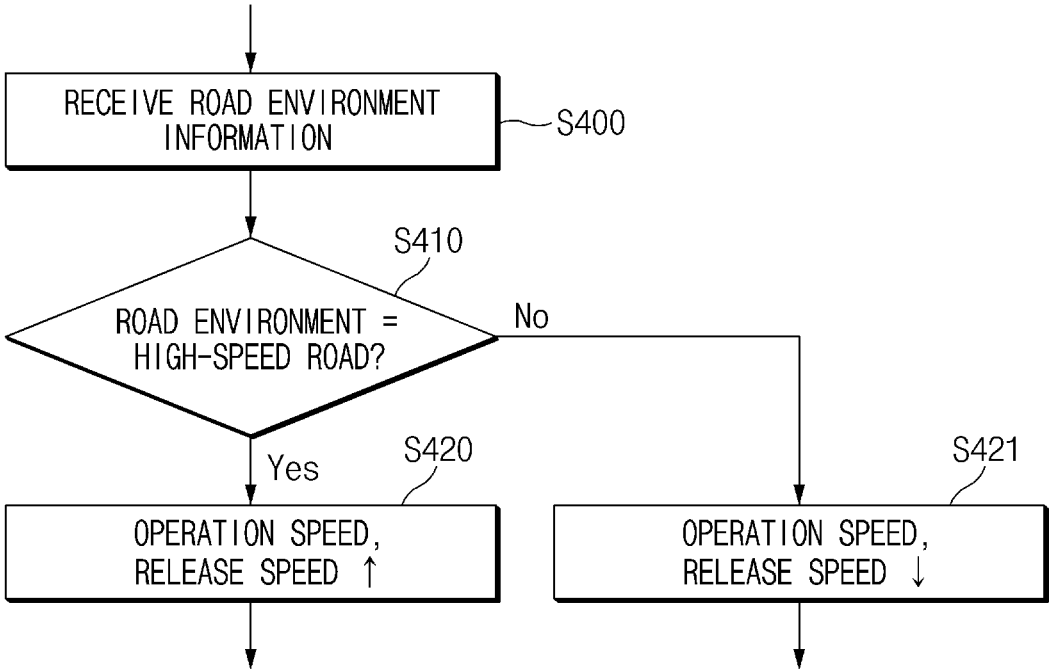 RECEIVE ROAD ENVIRONMENT
INFORMATION
S400
S410
ROAD ENVIRONMENT =
HIGH-SPEED ROAD?
No
Yes
S420
S421
OPERATION SPEED,
RELEASE SPEED ↑
OPERATION SPEED,
RELEASE SPEED ↓